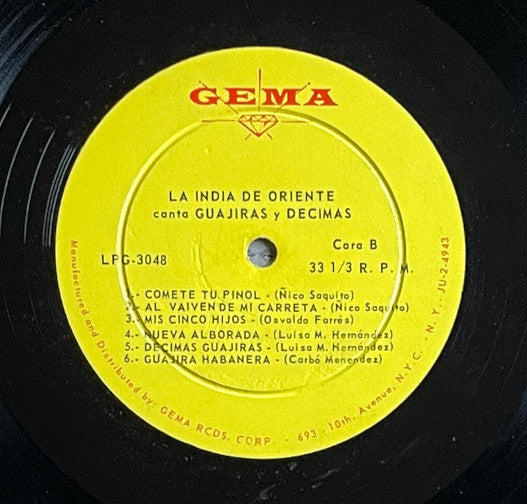 GEMA
LA INDIA DE ORIENTE
canta GUAJIRAS y DECIMAS
LPG-3048
Cara B
33 1/3 R. P. M.
1.- COMETE TU PIÑOL - (Ñico Saquito)
2.- AL VAIVEN DE MI CARRETA - (Nico Saquito)
3.- MIS CINCO HIJOS - (Osvaldo Farrés)
4.- NUEVA ALBORADA - (Luisa M. Hernández)
5.- DECIMAS GUAJIRAS - (Luisa M. Hernández)
6.- GUAJIRA HABANERA - (Carbó Menendez)
Manufactured and Distributed by: GEMA RCDS. CORP. - 693 - 10th. Avenue, N.Y.C. - N. Y. JU-2-4943